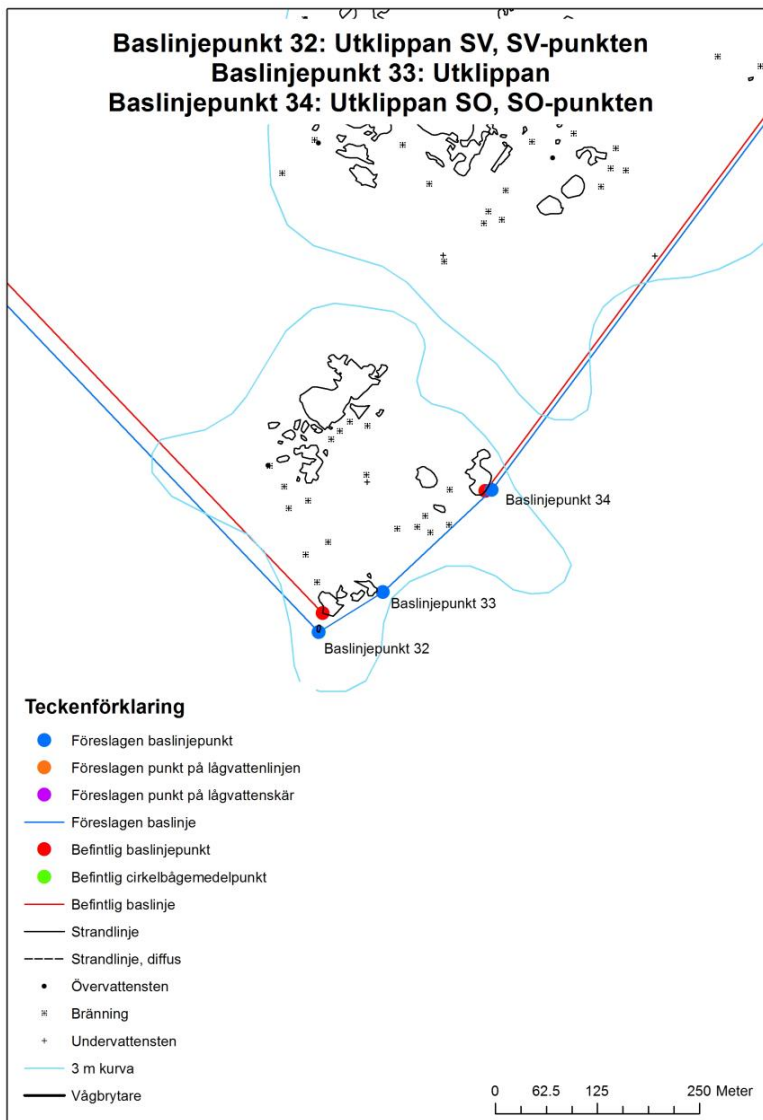 Baslinjepunkt 32: Utklippan SV, SV-punkten
Baslinjepunkt 33: Utklippan
Baslinjepunkt 34: Utklippan SO, SO-punkten
Baslinjepunkt 34
Baslinjepunkt 33
Baslinjepunkt 32
Teckenförklaring
Föreslagen baslinjepunkt
Föreslagen punkt på lågvattenlinjen
Föreslagen punkt på lågvattenskär
Föreslagen baslinje
Befintlig baslinjepunkt
Befintlig cirkelbågemedelpunkt
Befintlig baslinje
Strandlinje
Strandlinje, diffus
Övervattensten
Bränning
Undervattensten
3 m kurva
Vågbrytare
0 62.5 125 250 Meter